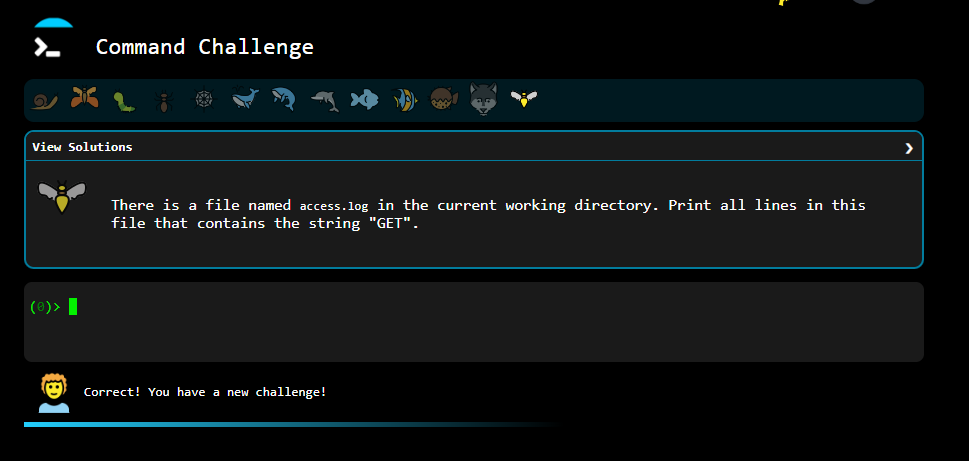 Command Challenge
View Solutions
There is a file named access.log in the current working directory. Print all lines in this
file that contains the string "GET".
(0)>
Correct! You have a new challenge!